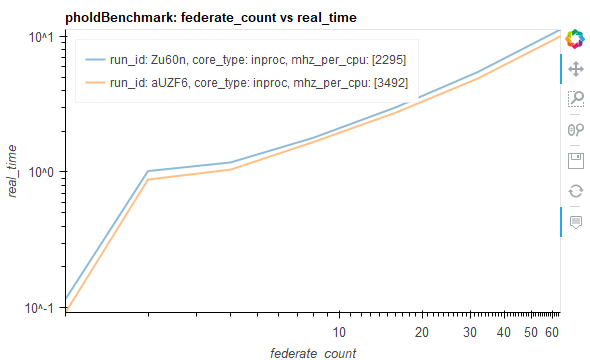 pholdBenchmark: federate_count vs real_time
run_id: Zu60n, core_type: inproc, mhz_per_cpu: [2295]
run_id: aUZF6, core_type: inproc, mhz_per_cpu: [3492]
10^1
10^0
10^-1
real_time
10
20
30
40
50
60
federate_count